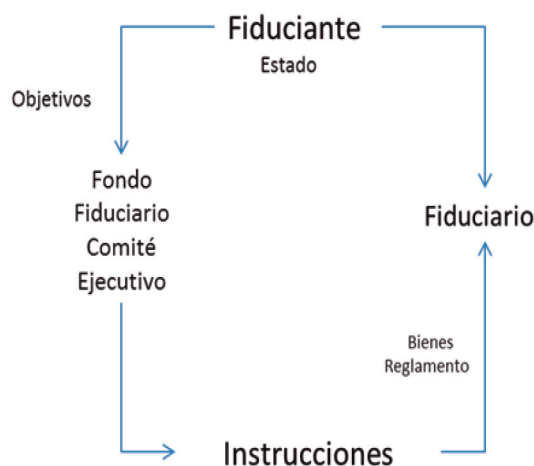 Fiduciante
Estado
Objetivos
Fondo
Fiduciario
Comité
Ejecutivo
Fiduciario
Bienes
Reglamento
Instrucciones